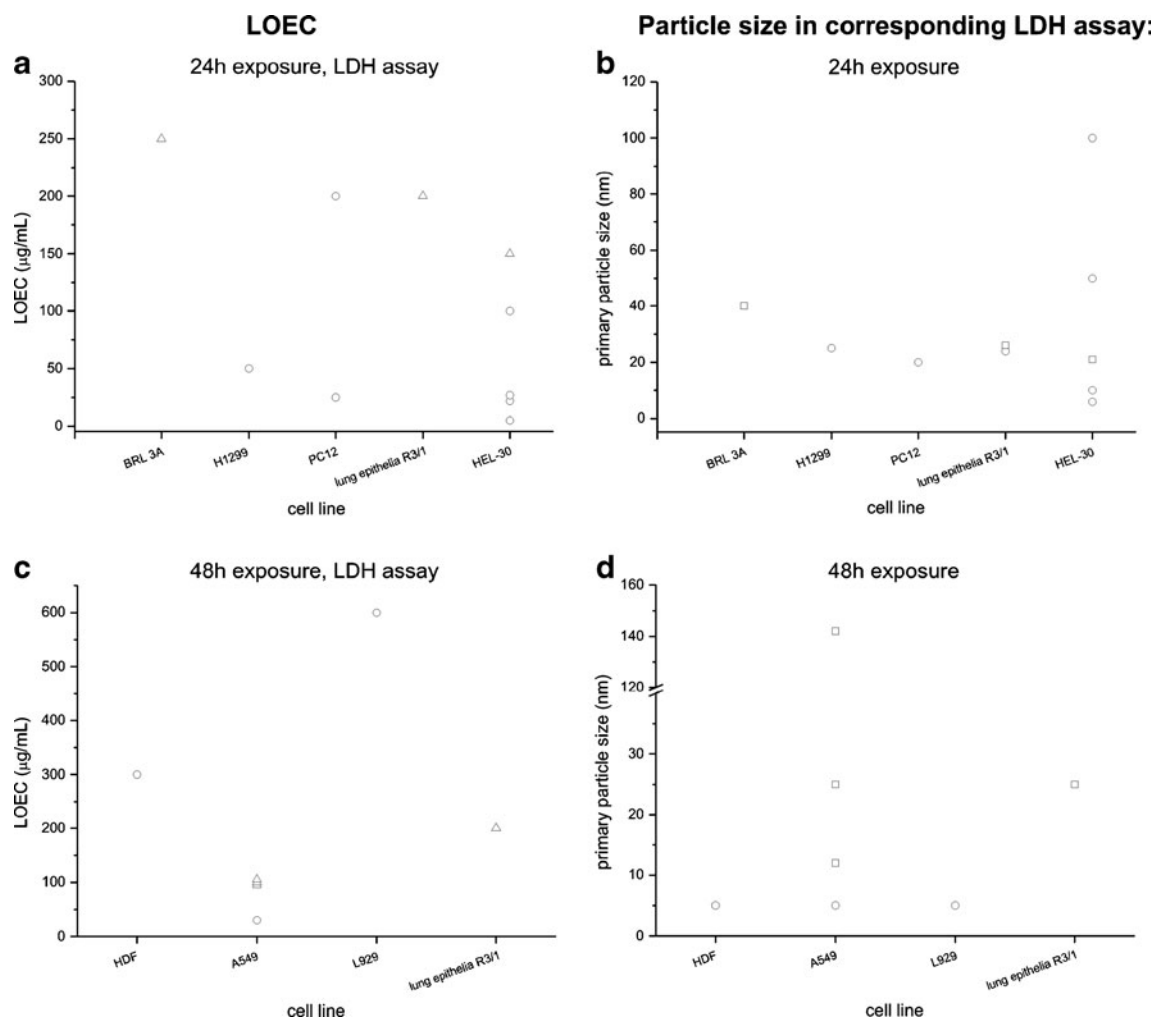 LOEC
Particle size in corresponding LDH assay:
a
24h exposure, LDH assay
300
250
200
150
100
50
0
LOEC (µg/mL)
BRL 3A
H1299
PC12
lung epithelia R3/1
HEL-30
cell line
b
24h exposure
120
100
80
60
40
20
0
primary particle size (nm)
BRL 3A
H1299
PC12
lung epithelia R3/1
HEL-30
cell line
c
48h exposure, LDH assay
600
500
400
300
200
100
0
LOEC (µg/mL)
HDF
A549
L929
lung epithelia R3/1
cell line
d
48h exposure
160
140
120
30
20
10
0
primary particle size (nm)
HDF
A549
L929
lung epithelia R3/1
cell line